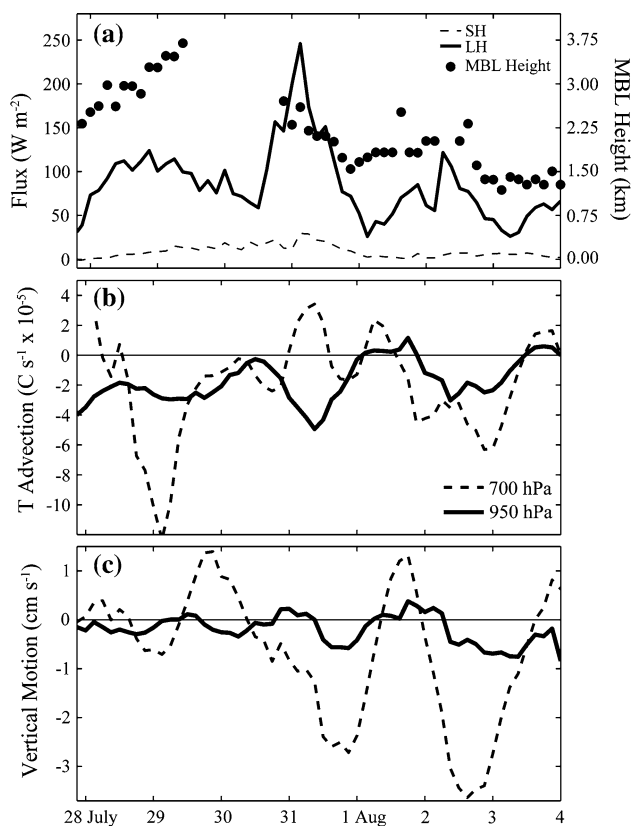 (a)
SH
LH
MBL Height
250
200
150
100
50
0
Flux (W m-2)
3.75
3.00
2.25
1.50
0.75
0.00
MBL Height (km)
(b)
4
2
0
-2
-4
-6
-8
-10
T Advection (C s-1 x 10-5)
700 hPa
950 hPa
(c)
1
0
-1
-2
-3
Vertical Motion (cm s-1)
28 July 29 30 31 1 Aug 2 3 4